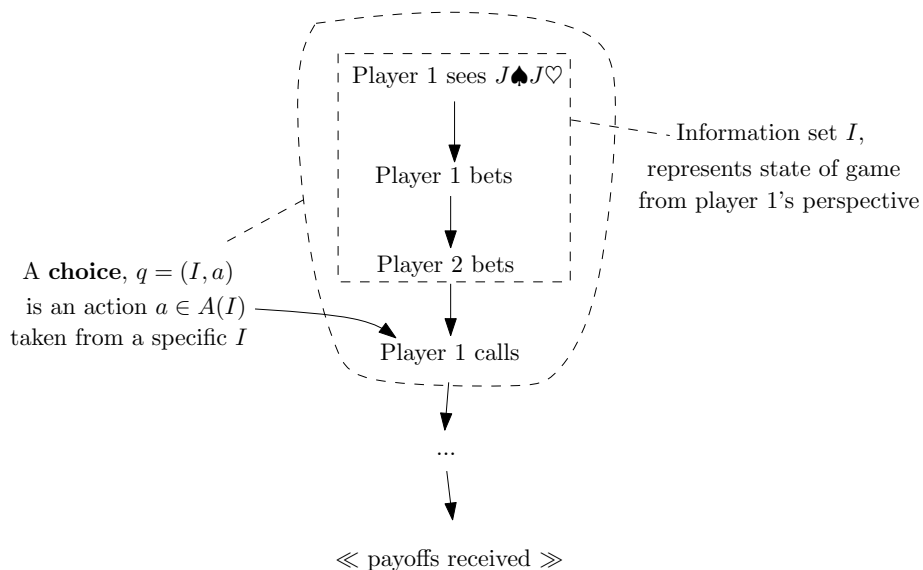 Player 1 sees J♠J♡
Information set I,
represents state of game
from player 1's perspective
Player 1 bets
Player 2 bets
A choice, q = (I, a)
is an action a ∈ A(I)
taken from a specific I
Player 1 calls
...
≪ payoffs received ≫